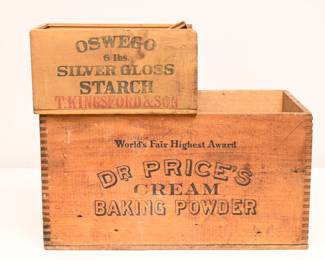 OSWEGO
6 lbs.
SILVER GLOSS
STARCH
T. KINGSFORD & SON
World's Fair Highest Award
DR PRICE'S
CREAM
BAKING POWDER